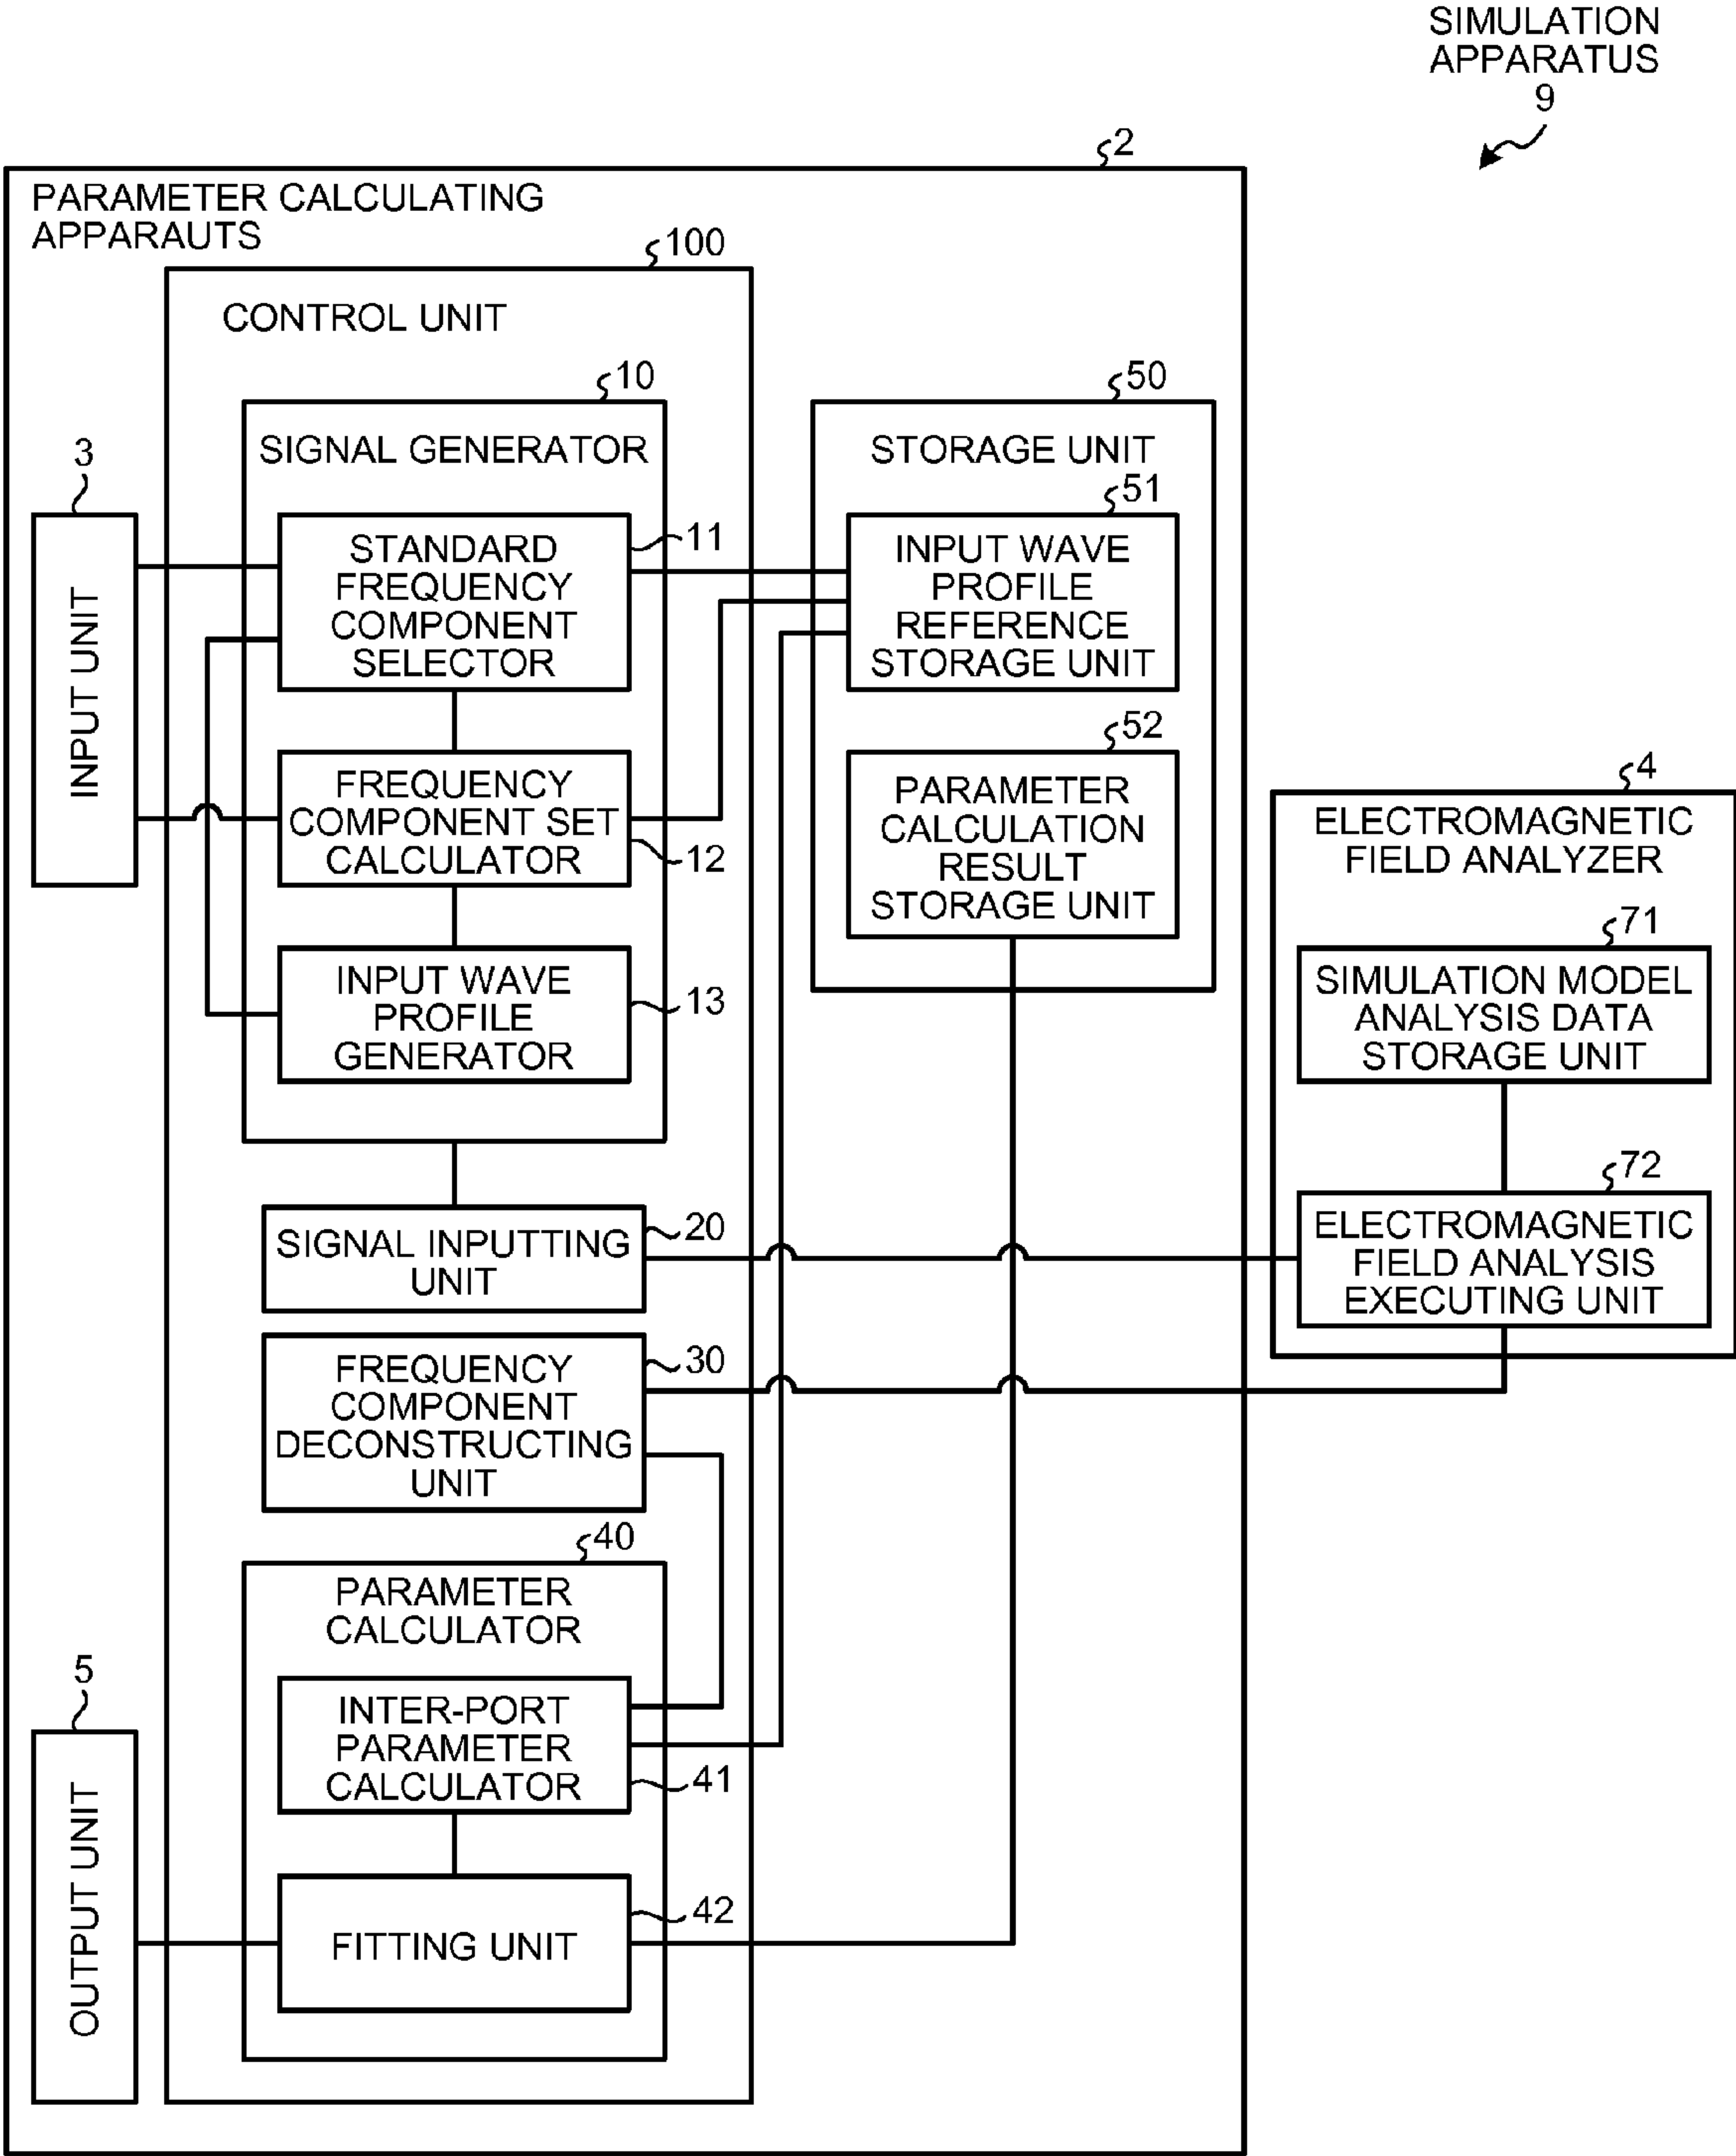 SIMULATION
APPARATUS
9
2
PARAMETER CALCULATING
APPARAUTS
100
CONTROL UNIT
10
SIGNAL GENERATOR
3
INPUT UNIT
STANDARD
FREQUENCY
COMPONENT
SELECTOR
11
FREQUENCY
COMPONENT SET
CALCULATOR
12
INPUT WAVE
PROFILE
GENERATOR
13
50
STORAGE UNIT
51
INPUT WAVE
PROFILE
REFERENCE
STORAGE UNIT
52
PARAMETER
CALCULATION
RESULT
STORAGE UNIT
4
ELECTROMAGNETIC
FIELD ANALYZER
71
SIMULATION MODEL
ANALYSIS DATA
STORAGE UNIT
72
ELECTROMAGNETIC
FIELD ANALYSIS
EXECUTING UNIT
SIGNAL INPUTTING
UNIT
20
FREQUENCY
COMPONENT
DECONSTRUCTING
UNIT
30
40
PARAMETER
CALCULATOR
INTER-PORT
PARAMETER
CALCULATOR
41
FITTING UNIT
42
5
OUTPUT UNIT